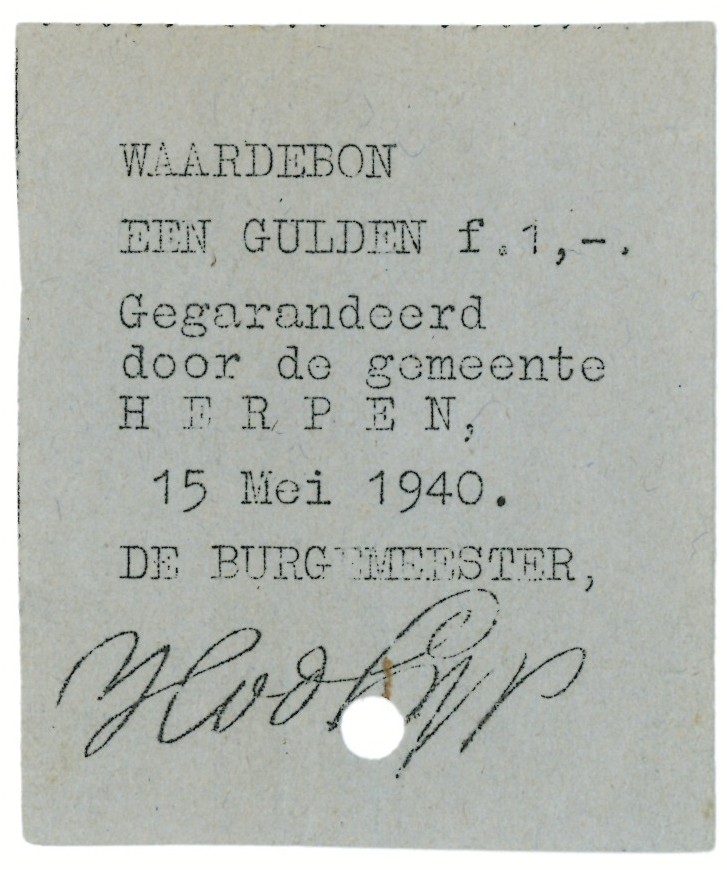 WAARDEBON
EEN GULDEN f.1,-.
Gegarandeerd
door de gemeente
H E R P E N,
15 Mei 1940.
DE BURGEMEESTER,